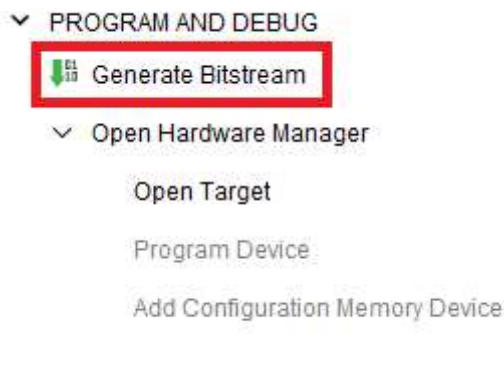 PROGRAM AND DEBUG
Generate Bitstream
Open Hardware Manager
Open Target
Program Device
Add Configuration Memory Device